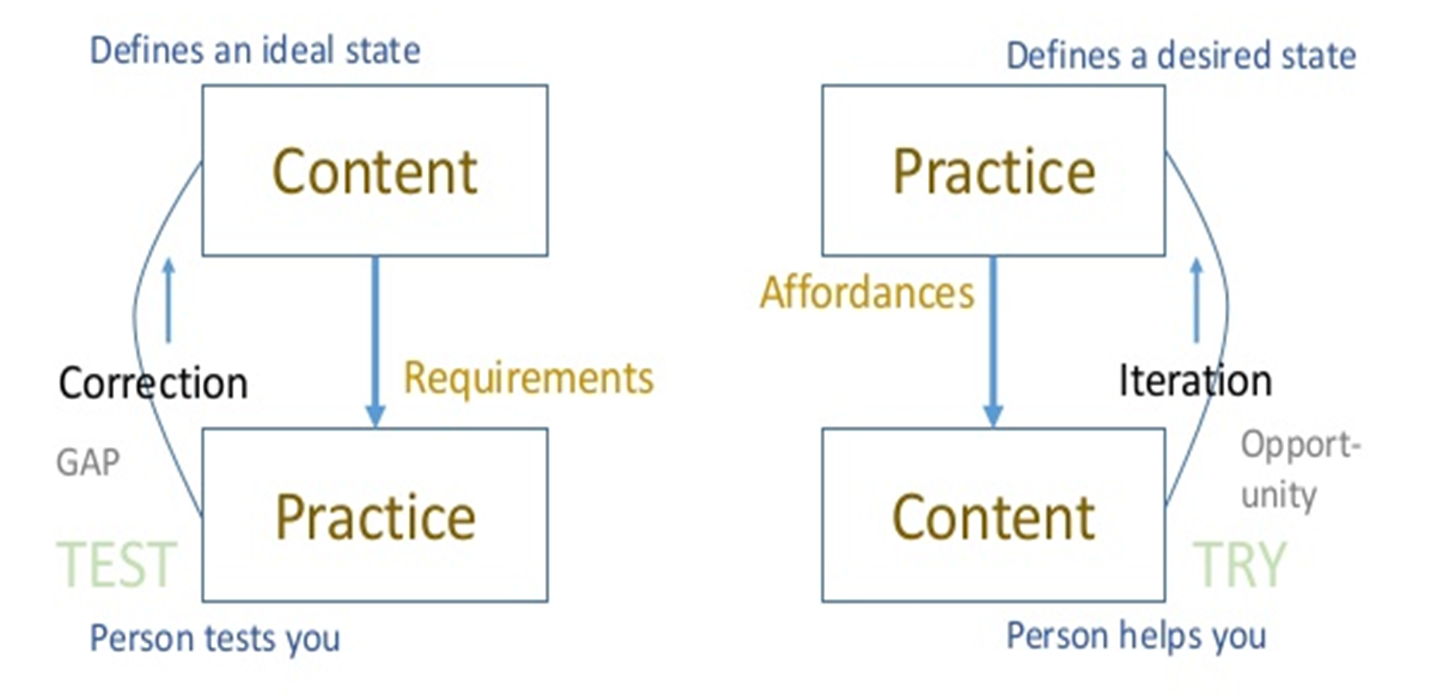 Defines an ideal state
Content
Requirements
Correction
GAP
Practice
TEST
Person tests you
Defines a desired state
Practice
Affordances
Iteration
Opport-
unity
Content
TRY
Person helps you